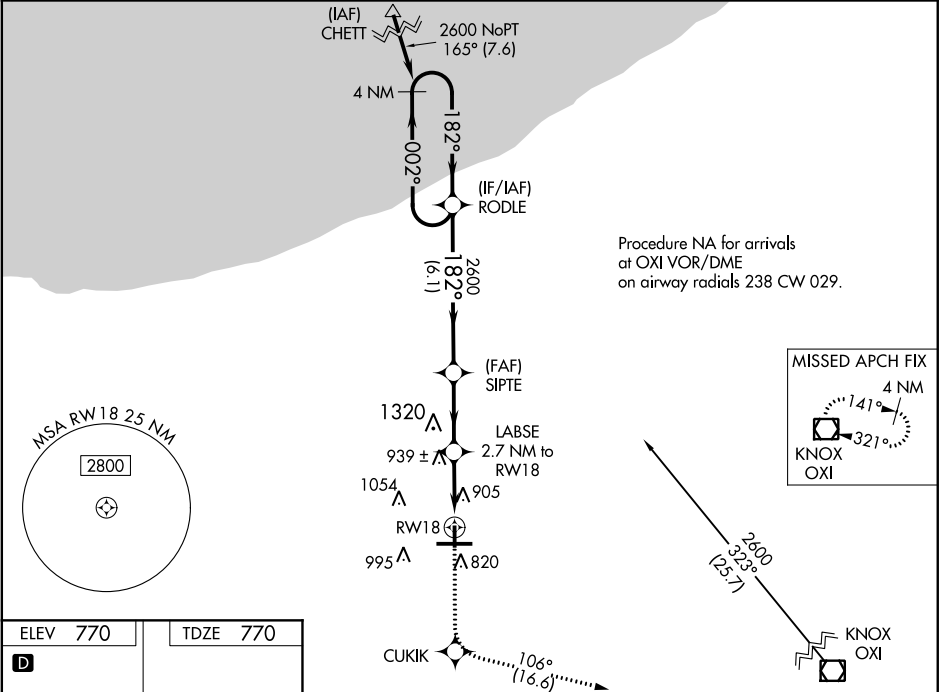 (IAF)
CHETT
2600 NoPT
165° (7.6)
4 NM
182°
002°
(IF/IAF)
RODLE
2600
182°
(6.1)
Procedure NA for arrivals
at OXI VOR/DME
on airway radials 238 CW 029.
(FAF)
SIPTE
MISSED APCH FIX
4 NM
141°
321°
KNOX
OXI
1320
LABSE
2.7 NM to
RW18
939 ±
1054
905
RW18
995
820
MSA RW 18 25 NM
2800
2600
323°
(25.7)
KNOX
OXI
CUKIK
106°
(16.6)
ELEV 770
TDZE 770
D